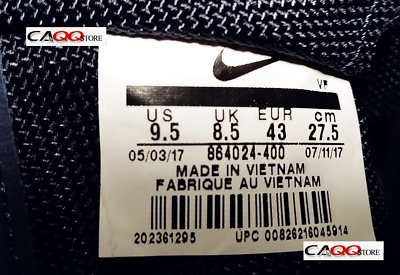 CAQQ STORE
VF
US UK EUR cm
9.5 8.5 43 27.5
05/03/17 864024-400 07/11/17
MADE IN VIETNAM
FABRIQUE AU VIETNAM
202361295 UPC 00826216045914
CAQQ STORE